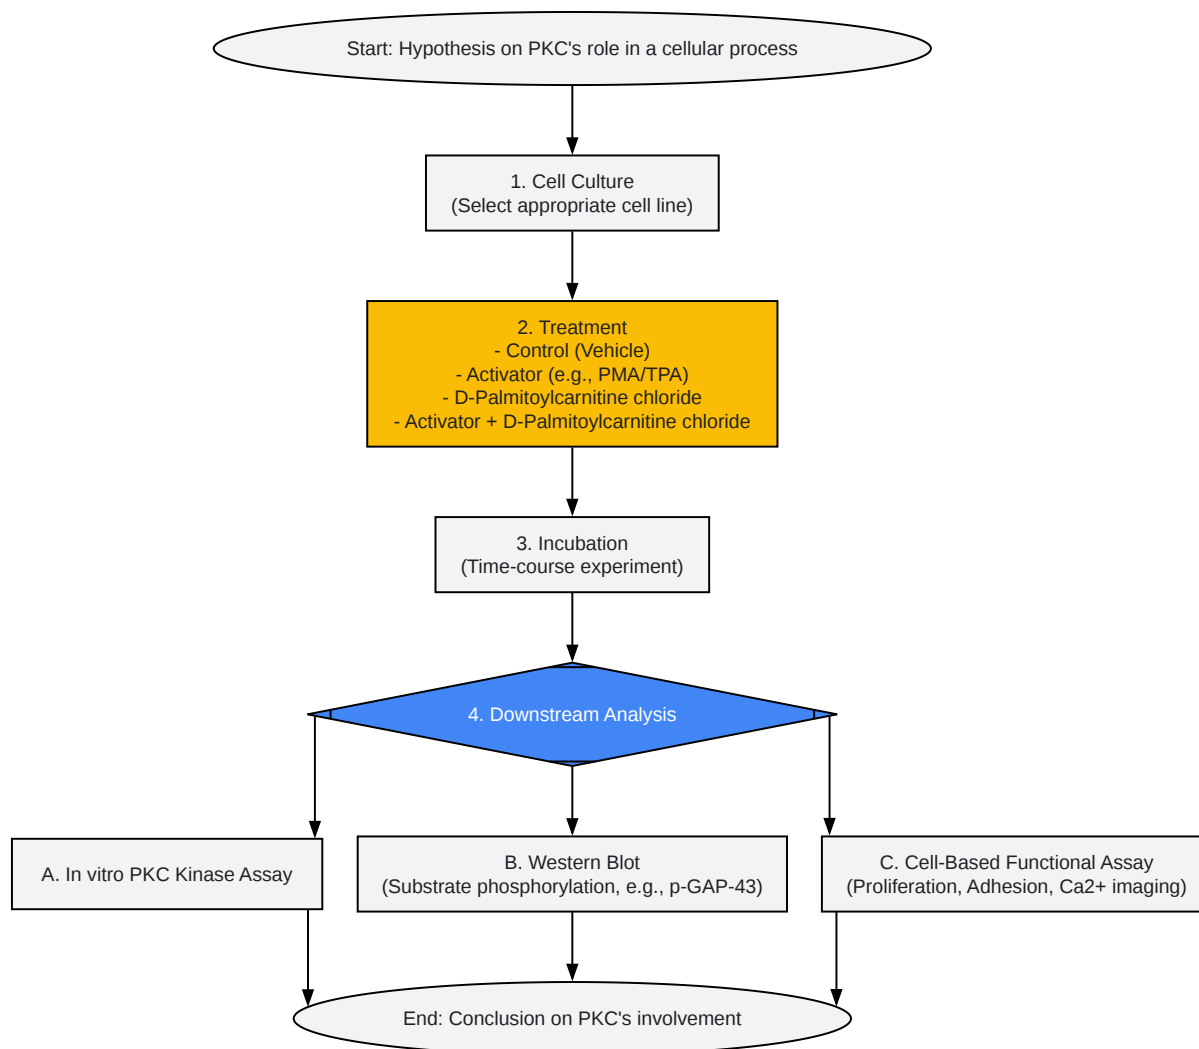 Start: Hypothesis on PKC's role in a cellular process
1. Cell Culture
(Select appropriate cell line)
2. Treatment
- Control (Vehicle)
- Activator (e.g., PMA/TPA)
- D-Palmitoylcarnitine chloride
- Activator + D-Palmitoylcarnitine chloride
3. Incubation
(Time-course experiment)
4. Downstream Analysis
A. In vitro PKC Kinase Assay
B. Western Blot
(Substrate phosphorylation, e.g., p-GAP-43)
C. Cell-Based Functional Assay
(Proliferation, Adhesion, Ca2+ imaging)
End: Conclusion on PKC's involvement